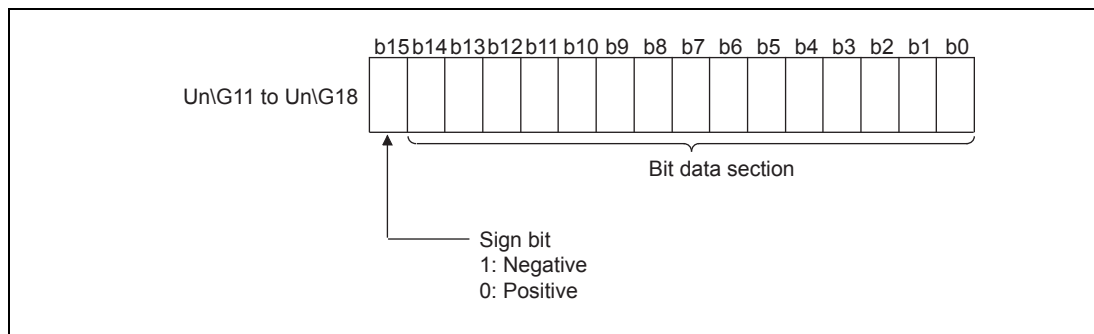 b15 b14 b13 b12 b11 b10 b9 b8 b7 b6 b5 b4 b3 b2 b1 b0
Un\G11 to Un\G18
Bit data section
Sign bit
1: Negative
0: Positive